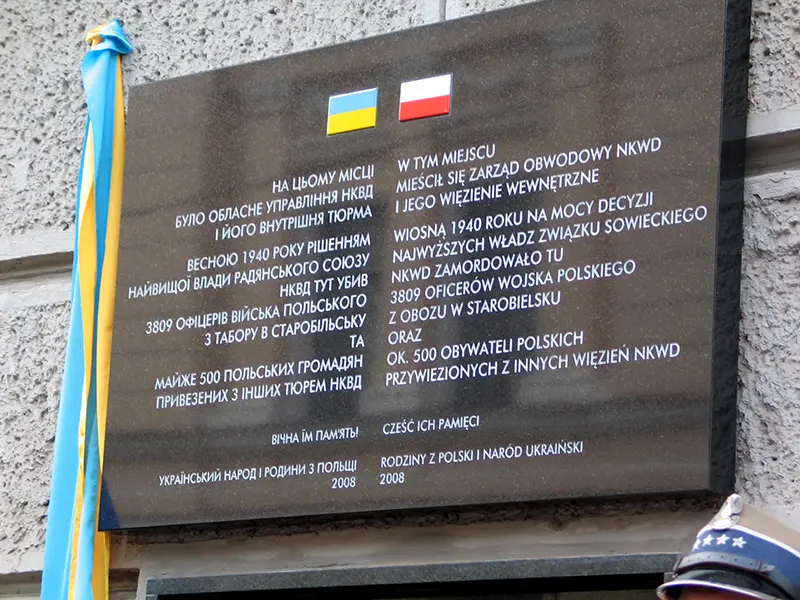 НА ЦЬОМУ МІСЦІ
БУЛО ОБЛАСНЕ УПРАВЛІННЯ НКВД
І ЙОГО ВНУТРІШНЯ ТЮРМА
ВЕСНОЮ 1940 РОКУ РІШЕННЯМ
НАЙВИЩОЇ ВЛАДИ РАДЯНСЬКОГО СОЮЗУ
НКВД ТУТ УБИВ
3809 ОФІЦЕРІВ ВІЙСЬКА ПОЛЬСЬКОГО
З ТАБОРУ В СТАРОБІЛЬСЬКУ
ТА
МАЙЖЕ 500 ПОЛЬСЬКИХ ГРОМАДЯН
ПРИВЕЗЕНИХ З ІНШИХ ТЮРЕМ НКВД
ВІЧНА ЇМ ПАМ'ЯТЬ!
УКРАЇНСЬКИЙ НАРОД І РОДИНИ З ПОЛЬЩІ
2008
W TYM MIEJSCU
MIEŚCIŁ SIĘ ZARZĄD OBWODOWY NKWD
I JEGO WIĘZIENIE WEWNĘTRZNE
WIOSNĄ 1940 ROKU NA MOCY DECYZJI
NAJWYŻSZYCH WŁADZ ZWIĄZKU SOWIECKIEGO
NKWD ZAMORDOWAŁO TU
3809 OFICERÓW WOJSKA POLSKIEGO
Z OBOZU W STAROBIELSKU
ORAZ
OK. 500 OBYWATELI POLSKICH
PRZYWIEZIONYCH Z INNYCH WIĘZIEŃ NKWD
CZEŚĆ ICH PAMIĘCI
RODZINY Z POLSKI I NARÓD UKRAIŃSKI
2008